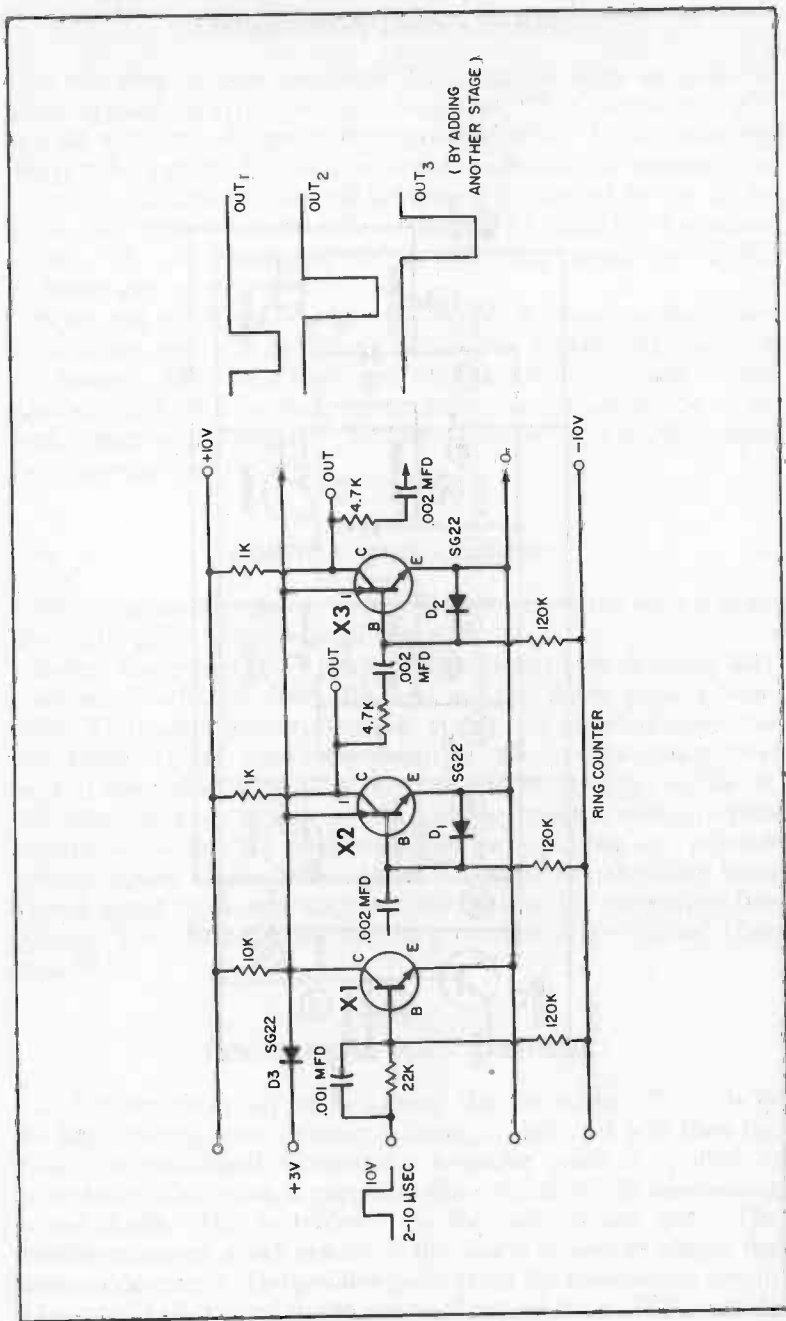 +10V
1K
OUT
4.7K
.002 MFD
X3
C
I
B
E
SG22
D2
120K
-10V
.002
MFD
OUT
4.7K
1K
X2
C
I
B
E
SG22
D1
120K
.002 MFD
RING COUNTER
10K
X1
C
B
E
120K
SG22
D3
.001 MFD
22K
+3V
10V
2-10 µSEC
OUT1
OUT2
OUT3
( BY ADDING
ANOTHER STAGE )